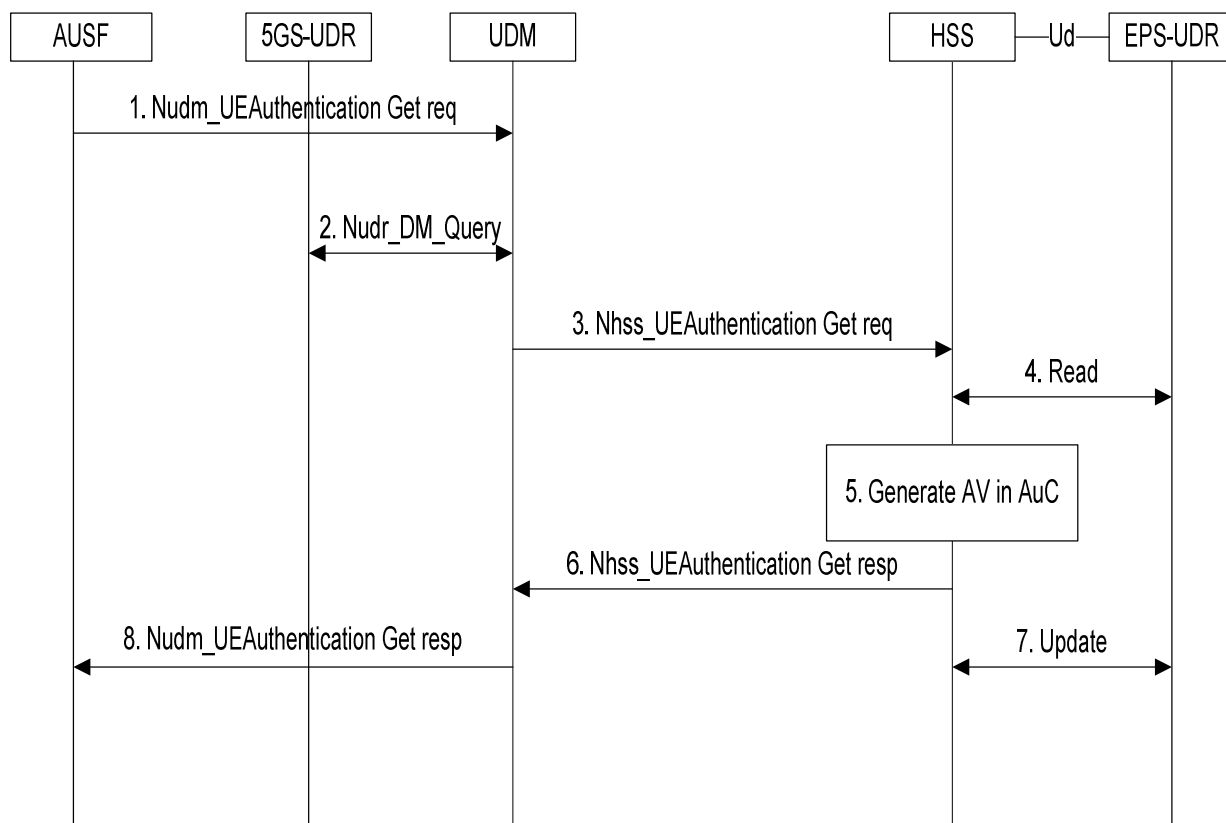 AUSF
5GS-UDR
UDM
HSS
Ud
EPS-UDR
1. Nudm_UEAuthentication Get req
2. Nudr_DM_Query
3. Nhss_UEAuthentication Get req
4. Read
5. Generate AV in AuC
6. Nhss_UEAuthentication Get resp
8. Nudm_UEAuthentication Get resp
7. Update